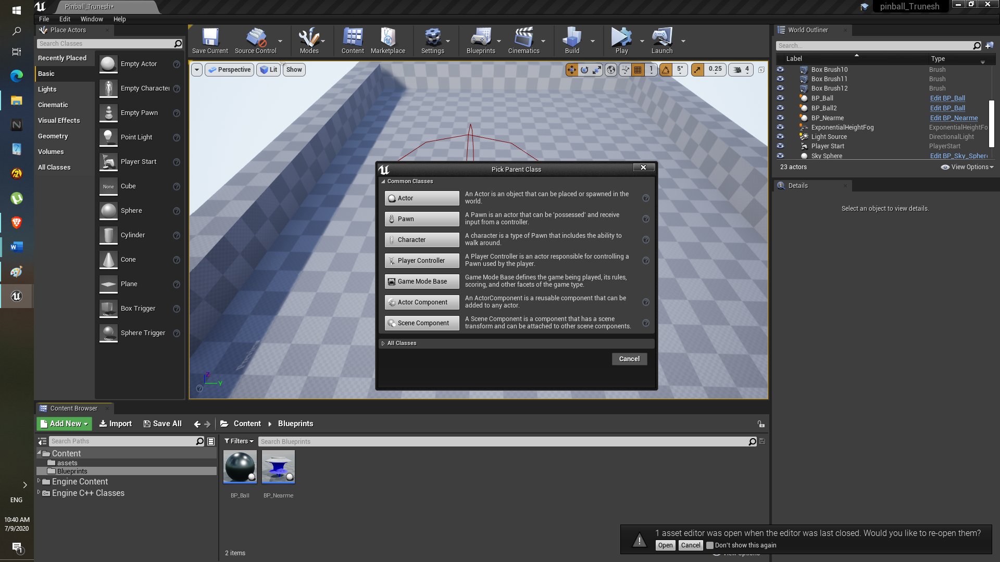 Pinball_Trunesh*
pinball_Trunesh
File Edit Window Help
Place Actors
Search Classes
Recently Placed
Basic
Lights
Cinematic
Visual Effects
Geometry
Volumes
All Classes
Empty Actor
Empty Character
Empty Pawn
Point Light
Player Start
None
Cube
Sphere
Cylinder
Cone
Plane
Box Trigger
Sphere Trigger
Save Current Source Control Modes Content Marketplace Settings Blueprints Cinematics Build Play Launch
Perspective Lit Show
1 5° 0.25 4
World Outliner
Search...
Label Type
Box Brush10 Brush
Box Brush11 Brush
Box Brush12 Brush
BP_Ball Edit BP_Ball
BP_Ball2 Edit BP_Ball
BP_Nearme Edit BP_Nearme
ExponentialHeightFog ExponentialHeightFo
Light Source DirectionalLight
Player Start PlayerStart
Sky Sphere Edit BP_Sky_Sphere
23 actors View Options
Details
Select an object to view details.
Pick Parent Class
Common Classes
Actor
An Actor is an object that can be placed or spawned in the
world.
Pawn
A Pawn is an actor that can be 'possessed' and receive
input from a controller.
Character
A character is a type of Pawn that includes the ability to
walk around.
Player Controller
A Player Controller is an actor responsible for controlling a
Pawn used by the player.
Game Mode Base
Game Mode Base defines the game being played, its rules,
scoring, and other facets of the game type.
Actor Component
An ActorComponent is a reusable component that can be
added to any actor.
Scene Component
A Scene Component is a component that has a scene
transform and can be attached to other scene components.
All Classes
Cancel
Z
Y
Content Browser
Add New Import Save All Content Blueprints
Search Paths
Filters Search Blueprints
Content
assets
Blueprints
Engine Content
Engine C++ Classes
BP_Ball BP_Nearme
2 items
View Options
1 asset editor was open when the editor was last closed. Would you like to re-open them?
Open Cancel Don't show this again
ENG
10:40 AM
7/9/2020
1